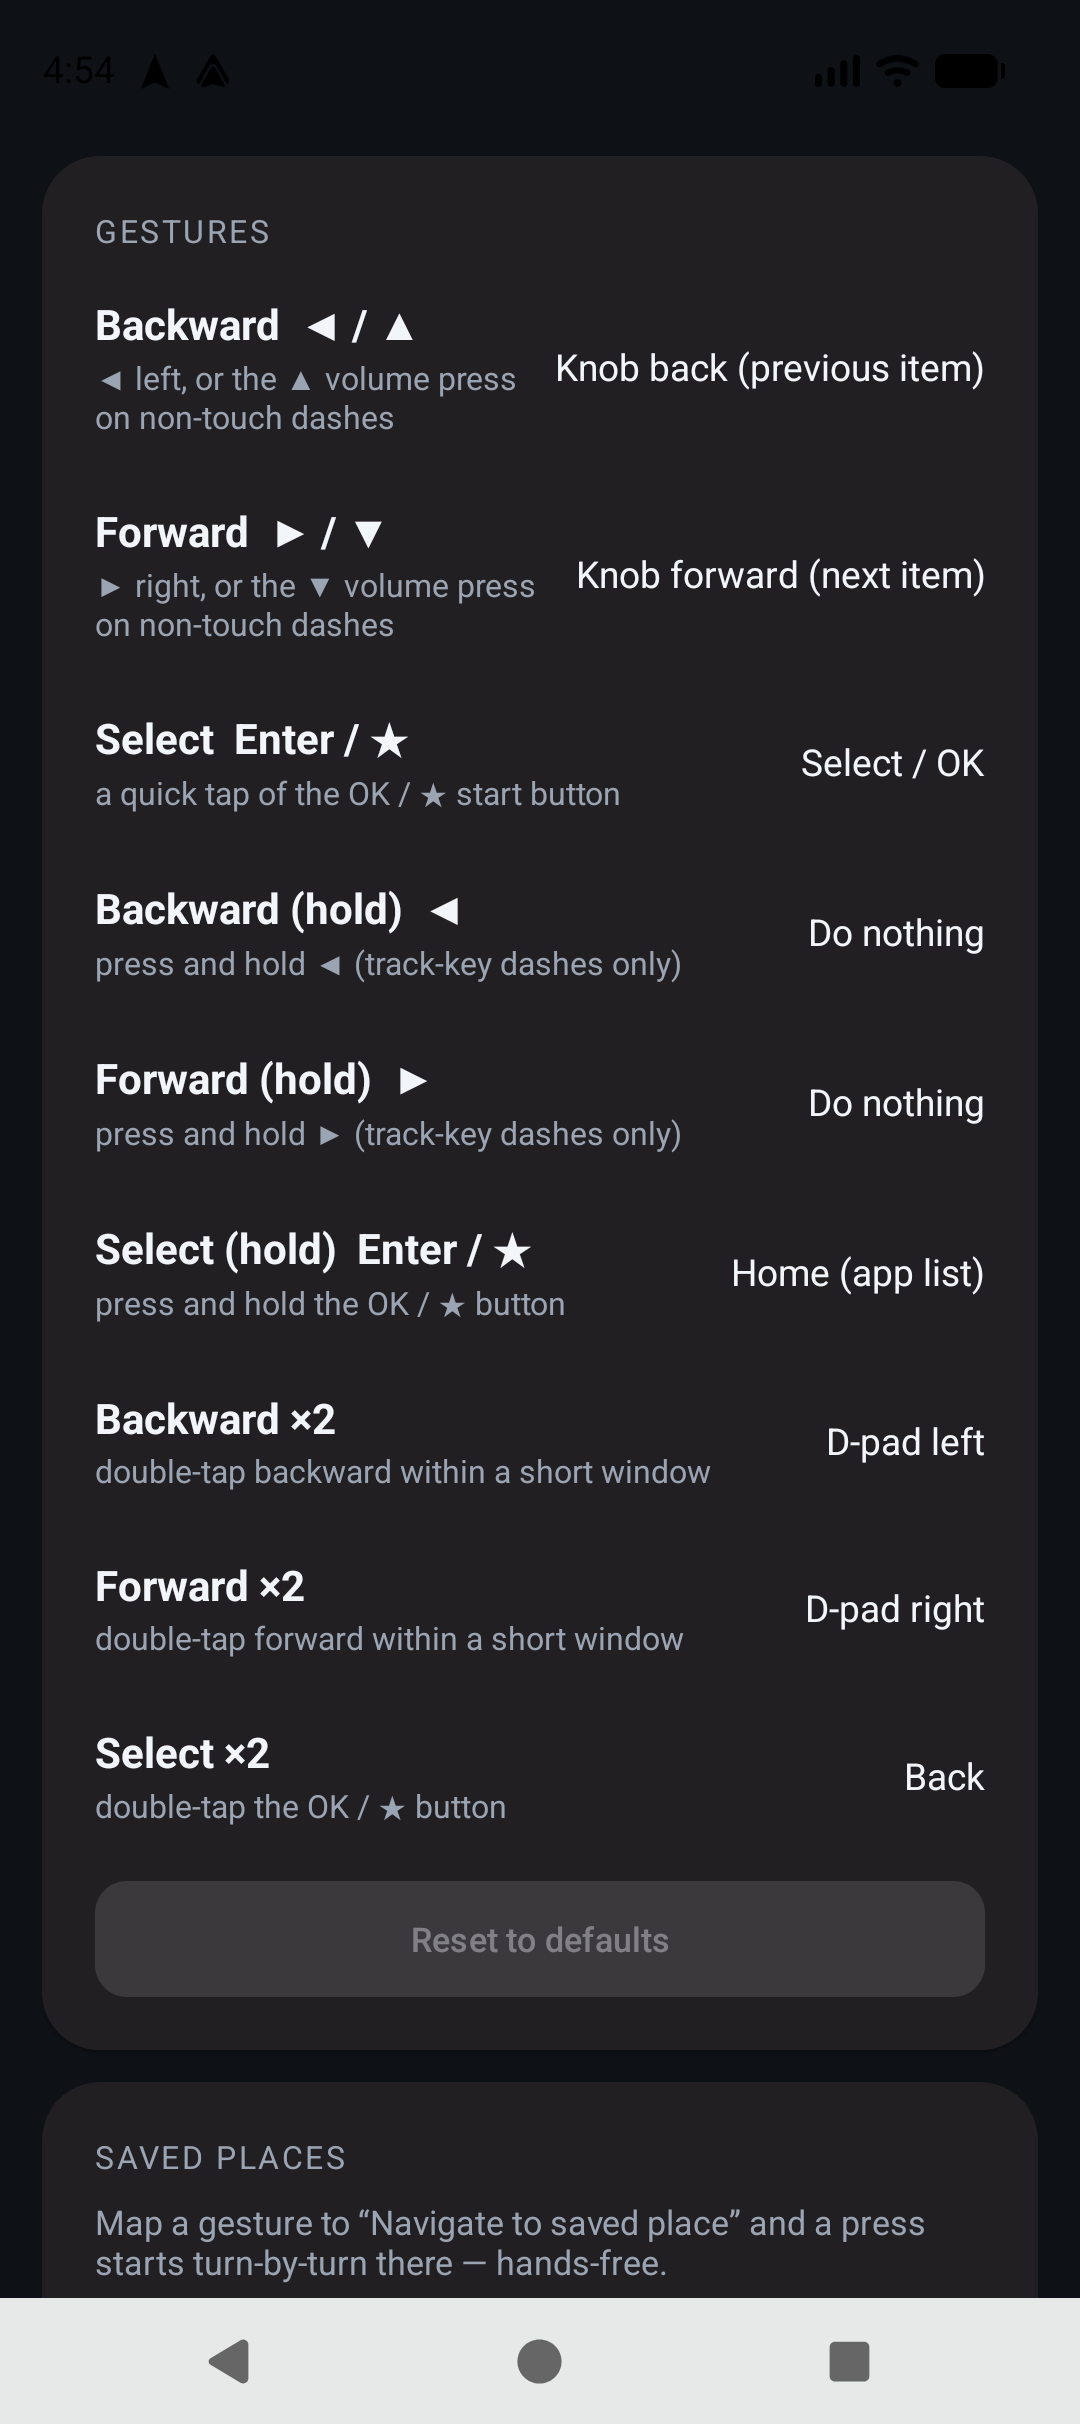 4:54
GESTURES
Backward ◄ / ▲
◄ left, or the ▲ volume press
on non-touch dashes
Knob back (previous item)
Forward ► / ▼
► right, or the ▼ volume press
on non-touch dashes
Knob forward (next item)
Select Enter / ★
a quick tap of the OK / ★ start button
Select / OK
Backward (hold) ◄
press and hold ◄ (track-key dashes only)
Do nothing
Forward (hold) ►
press and hold ► (track-key dashes only)
Do nothing
Select (hold) Enter / ★
press and hold the OK / ★ button
Home (app list)
Backward ×2
double-tap backward within a short window
D-pad left
Forward ×2
double-tap forward within a short window
D-pad right
Select ×2
double-tap the OK / ★ button
Back
Reset to defaults
SAVED PLACES
Map a gesture to “Navigate to saved place” and a press
starts turn-by-turn there — hands-free.